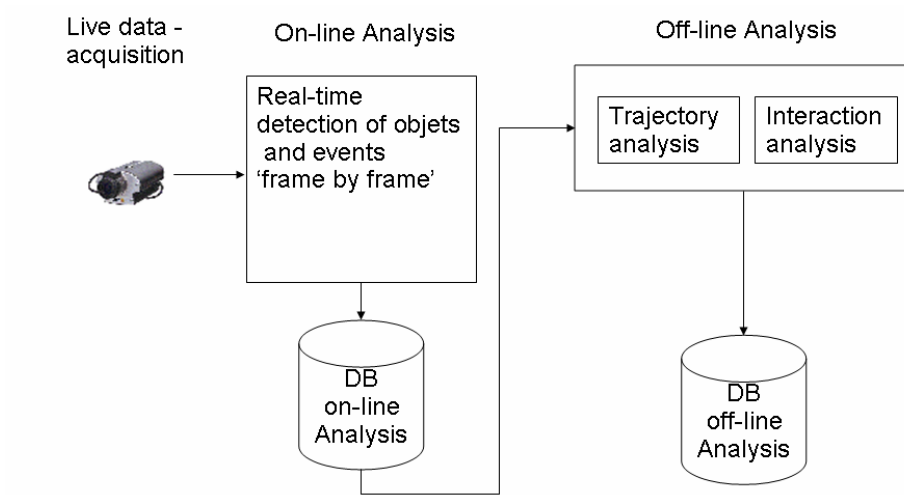 Live data -
acquisition
On-line Analysis
Off-line Analysis
Real-time
detection of objets
and events
‘frame by frame’
Trajectory
analysis
Interaction
analysis
DB
on-line
Analysis
DB
off-line
Analysis